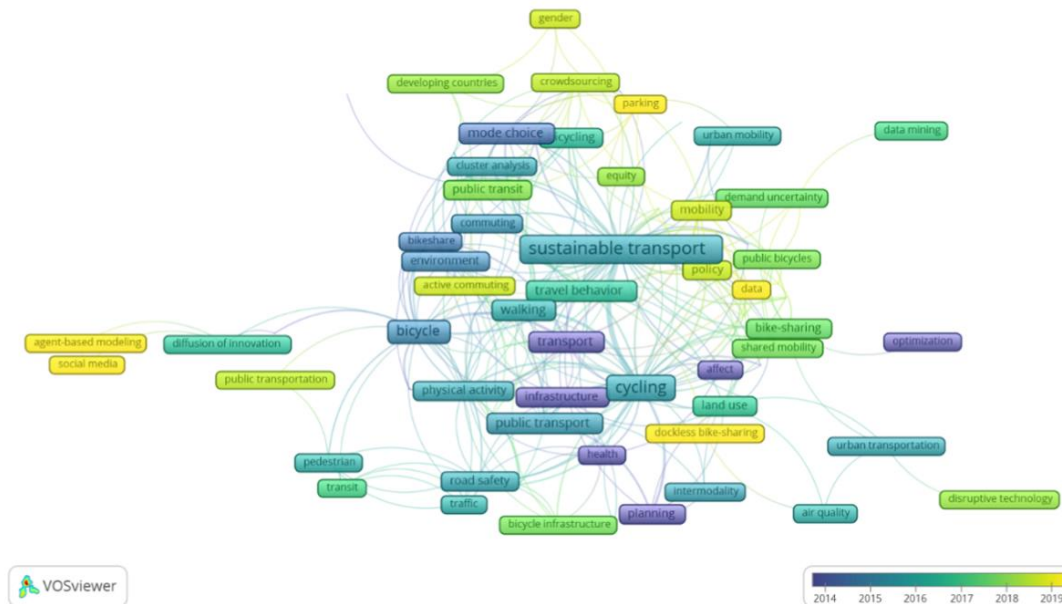 gender
developing countries
crowdsourcing
parking
mode choice
bicycling
urban mobility
data mining
cluster analysis
public transit
equity
demand uncertainty
mobility
commuting
bikeshare
environment
sustainable transport
public bicycles
policy
active commuting
travel behavior
data
walking
bicycle
bike-sharing
transport
agent-based modeling
diffusion of innovation
shared mobility
optimization
social media
public transportation
affect
physical activity
cycling
infrastructure
land use
public transport
dockless bike-sharing
urban transportation
health
pedestrian
road safety
transit
intermodality
disruptive technology
traffic
planning
air quality
bicycle infrastructure
VOSviewer
2014 2015 2016 2017 2018 2019